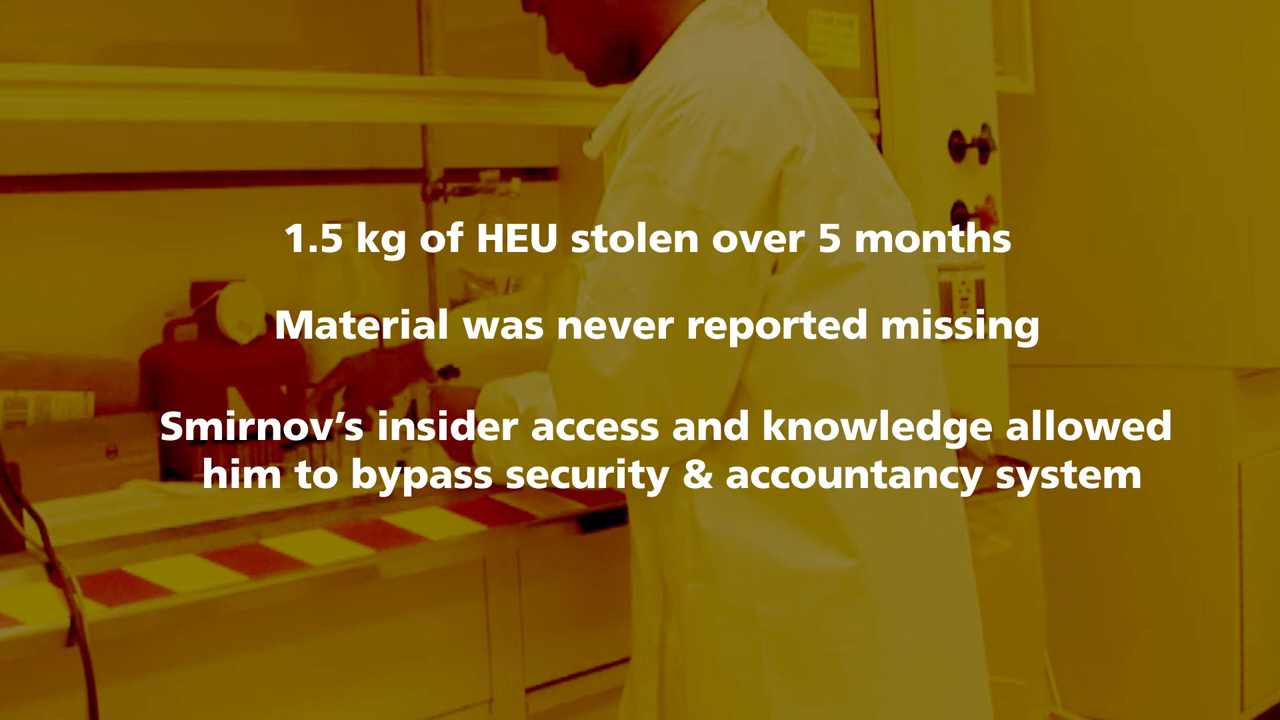 1.5 kg of HEU stolen over 5 months
Material was never reported missing
Smirnov's insider access and knowledge allowed
him to bypass security & accountancy system